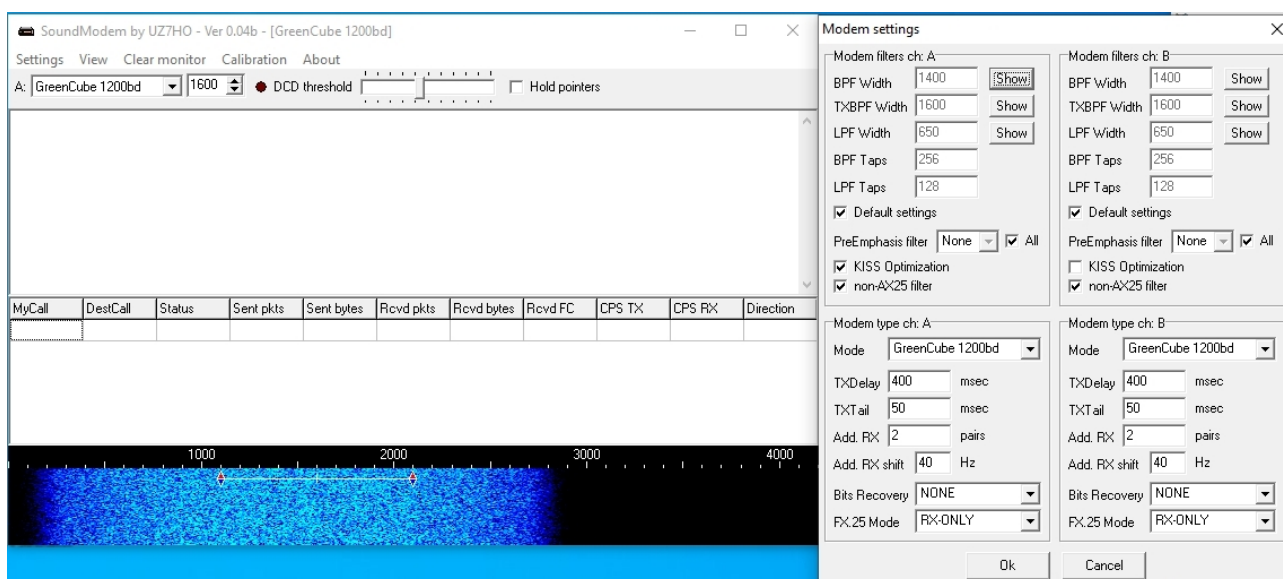 SoundModem by UZ7HO - Ver 0.04b - [GreenCube 1200bd]
Settings View Clear monitor Calibration About
A: GreenCube 1200bd 1600 DCD threshold Hold pointers
MyCall DestCall Status Sent pkts Sent bytes Rcvd pkts Rcvd bytes Rcvd FC CPS TX CPS RX Direction
1000 2000 3000 4000
Modem settings
Modem filters ch: A
BPF Width 1400 Show
TXBPF Width 1600 Show
LPF Width 650 Show
BPF Taps 256
LPF Taps 128
Default settings
PreEmphasis filter None All
KISS Optimization
non-AX25 filter
Modem filters ch: B
BPF Width 1400 Show
TXBPF Width 1600 Show
LPF Width 650 Show
BPF Taps 256
LPF Taps 128
Default settings
PreEmphasis filter None All
KISS Optimization
non-AX25 filter
Modem type ch: A
Mode GreenCube 1200bd
TXDelay 400 msec
TXTail 50 msec
Add. RX 2 pairs
Add. RX shift 40 Hz
Bits Recovery NONE
FX.25 Mode RX-ONLY
Modem type ch: B
Mode GreenCube 1200bd
TXDelay 400 msec
TXTail 50 msec
Add. RX 2 pairs
Add. RX shift 40 Hz
Bits Recovery NONE
FX.25 Mode RX-ONLY
Ok Cancel